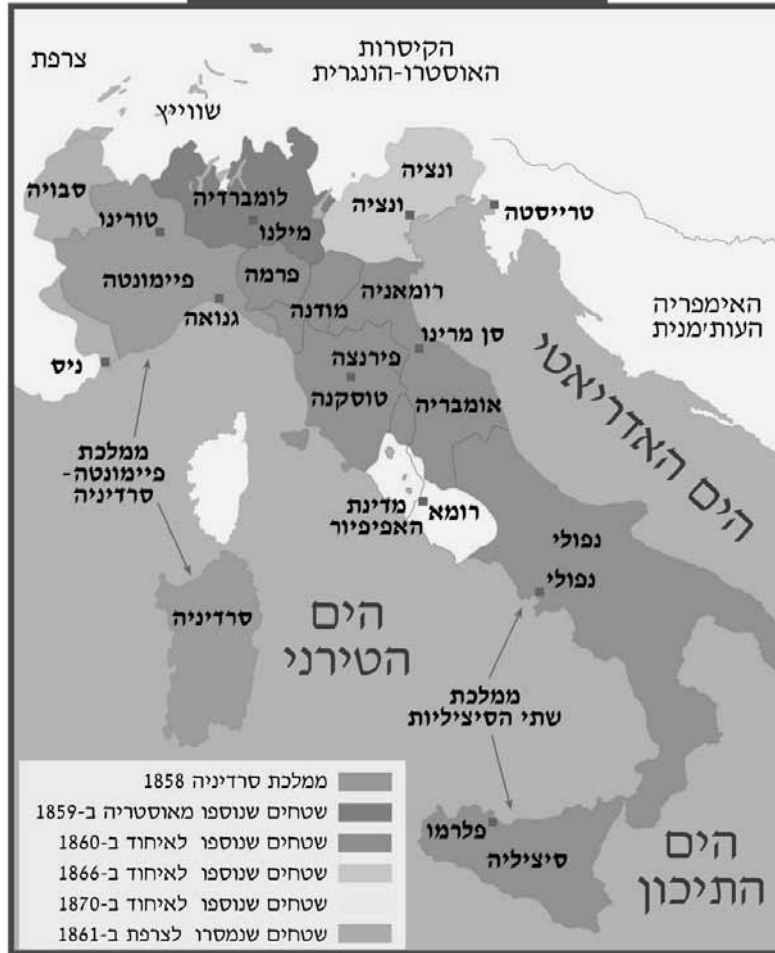 צרפת
הקיסרות
האוסטרו-הונגרית
שווייץ
סבויה
לומברדיה
ונציה
ונציה
טרייסטה
טורינו
מילנו
פיימונטה
פרמה
רומאניה
מודנה
גנואה
האימפריה
העות'מנית
סן מרינו
ניס
פירנצה
טוסקנה
אומבריה
הים האדריאטי
ממלכת
פיימונטה-
סרדיניה
מדינת
האפיפיור
רומא
נפולי
נפולי
סרדיניה
הים
הטירני
ממלכת
שתי הסיציליות
פלרמו
סיציליה
הים
התיכון
ממלכת סרדיניה 1858
שטחים שנוספו מאוסטריה ב-1859
שטחים שנוספו לאיחוד ב-1860
שטחים שנוספו לאיחוד ב-1866
שטחים שנוספו לאיחוד ב-1870
שטחים שנמסרו לצרפת ב-1861